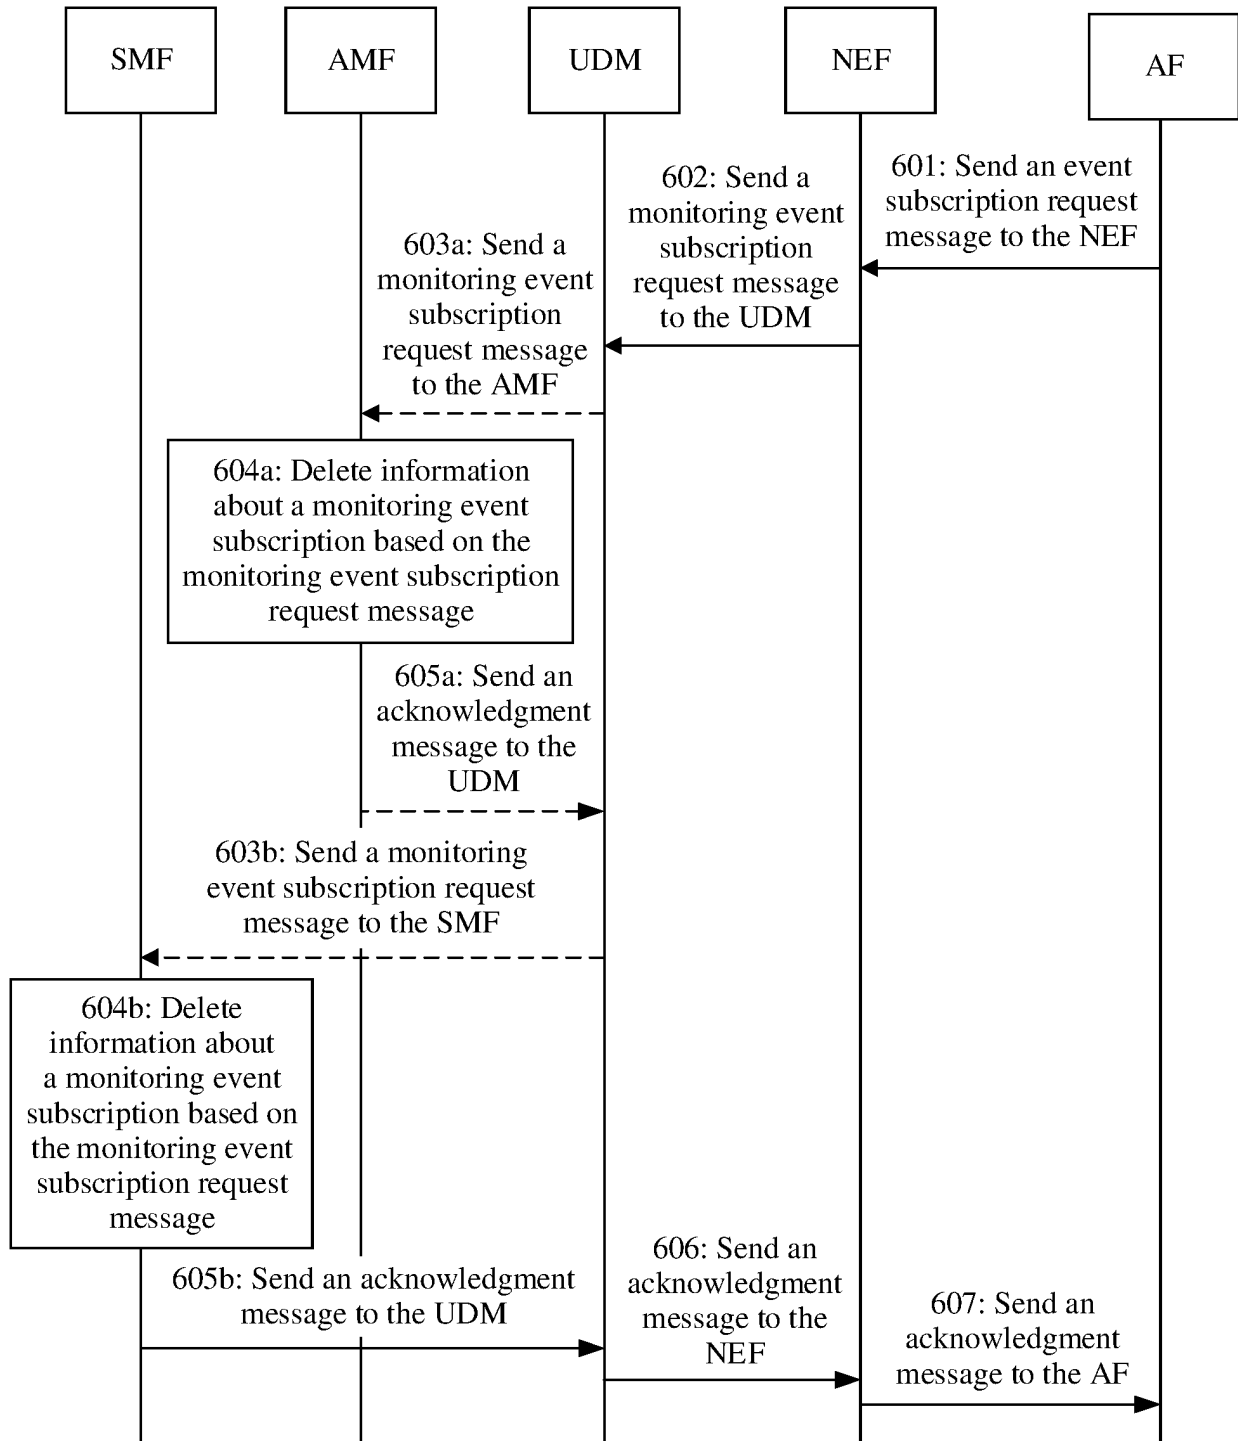 SMF
AMF
UDM
NEF
AF
601: Send an event
subscription request
message to the NEF
602: Send a
monitoring event
subscription
request message
to the UDM
603a: Send a
monitoring event
subscription
request message
to the AMF
604a: Delete information
about a monitoring event
subscription based on the
monitoring event subscription
request message
605a: Send an
acknowledgment
message to the
UDM
603b: Send a monitoring
event subscription request
message to the SMF
604b: Delete
information about
a monitoring event
subscription based on
the monitoring event
subscription request
message
605b: Send an acknowledgment
message to the UDM
606: Send an
acknowledgment
message to the
NEF
607: Send an
acknowledgment
message to the AF